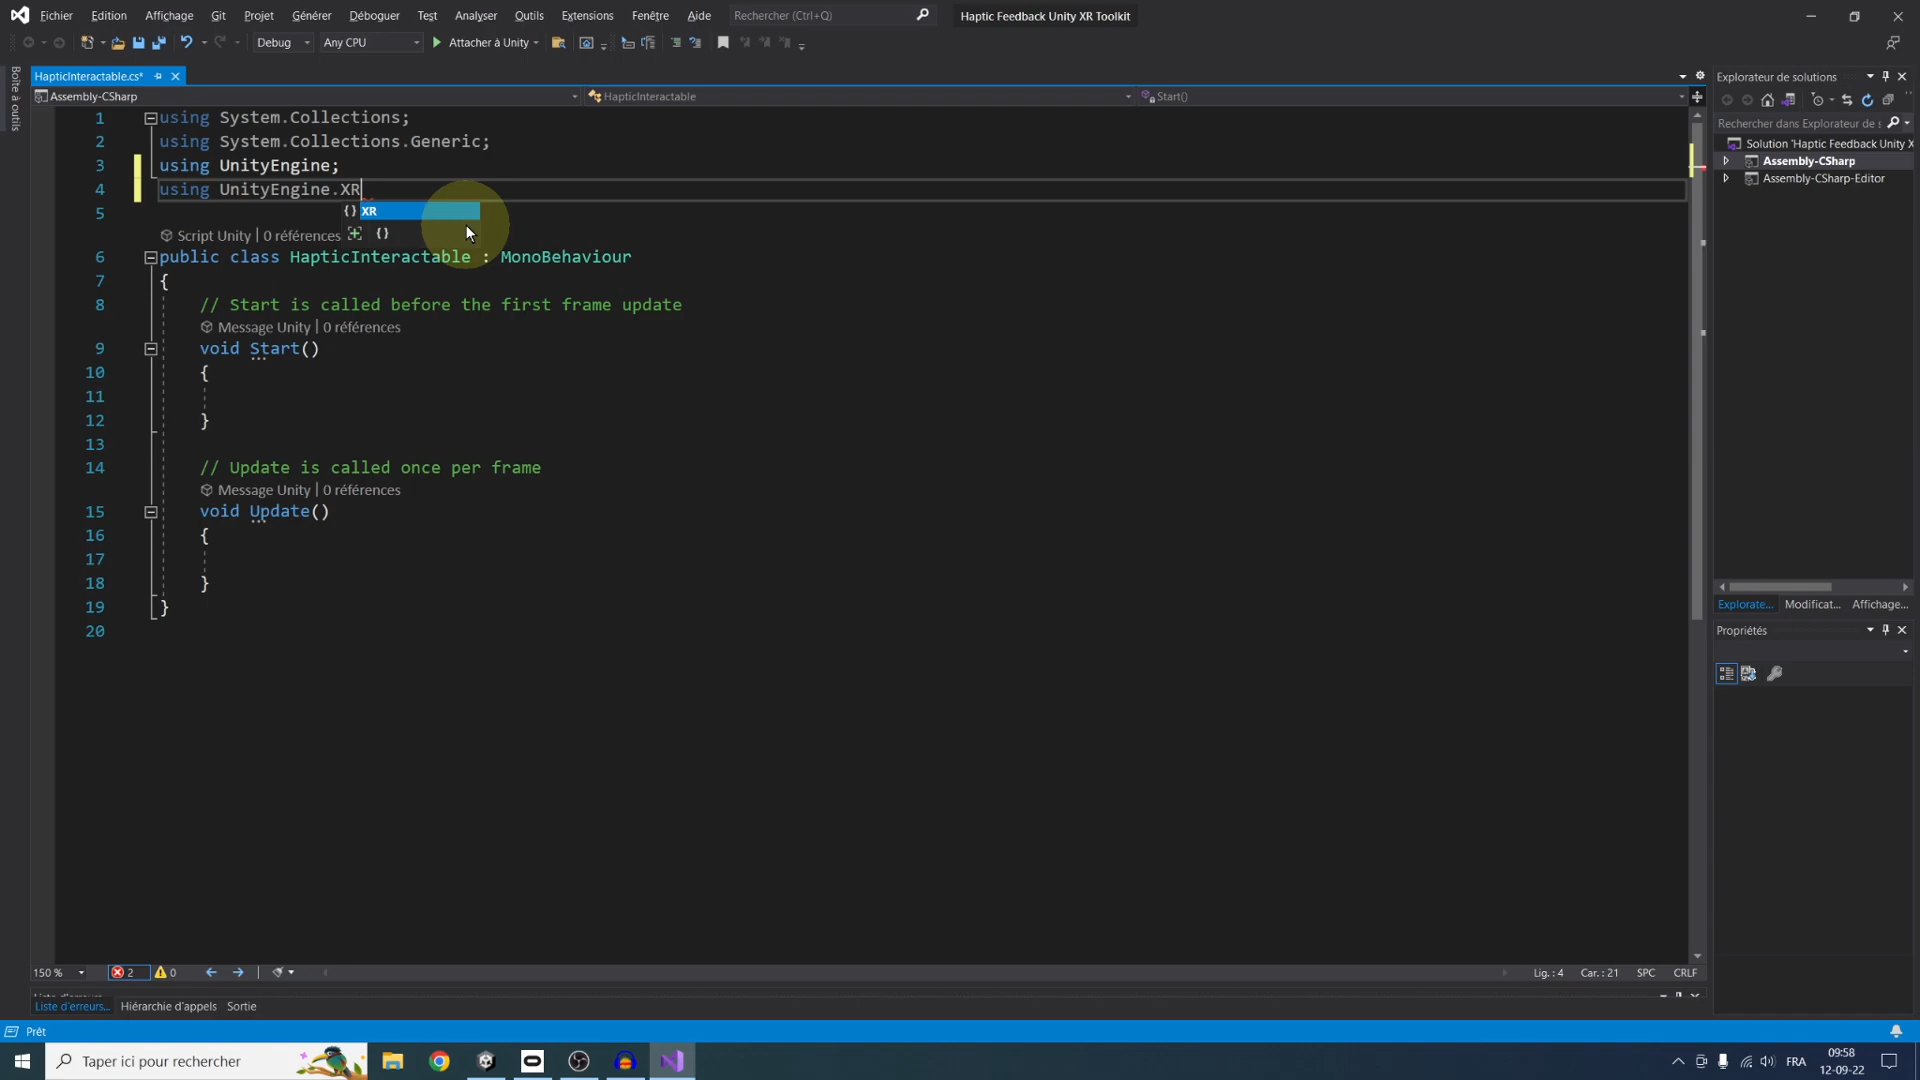 Fichier Edition Affichage Git Projet Générer Déboguer Test Analyser Outils Extensions Fenêtre Aide Rechercher (Ctrl+Q) Haptic Feedback Unity XR Toolkit
Debug Any CPU Attacher à Unity
HapticInteractable.cs*
Assembly-CSharp HapticInteractable Start()
1 using System.Collections;
2 using System.Collections.Generic;
3 using UnityEngine;
4 using UnityEngine.XR
{} XR
{}
5
Script Unity | 0 références
6 public class HapticInteractable : MonoBehaviour
7 {
8 // Start is called before the first frame update
Message Unity | 0 références
9 void Start()
10 {
11
12 }
13
14 // Update is called once per frame
Message Unity | 0 références
15 void Update()
16 {
17
18 }
19 }
20
150 % 2 0 Lig. : 4 Car. : 21 SPC CRLF
Liste d'erreurs... Hiérarchie d'appels Sortie
Prêt
Boîte à outils
Explorateur de solutions
Rechercher dans Explorateur de s
Solution 'Haptic Feedback Unity X
Assembly-CSharp
Assembly-CSharp-Editor
Explorate... Modificat... Affichage...
Propriétés
Taper ici pour rechercher
FRA
09:58
12-09-22